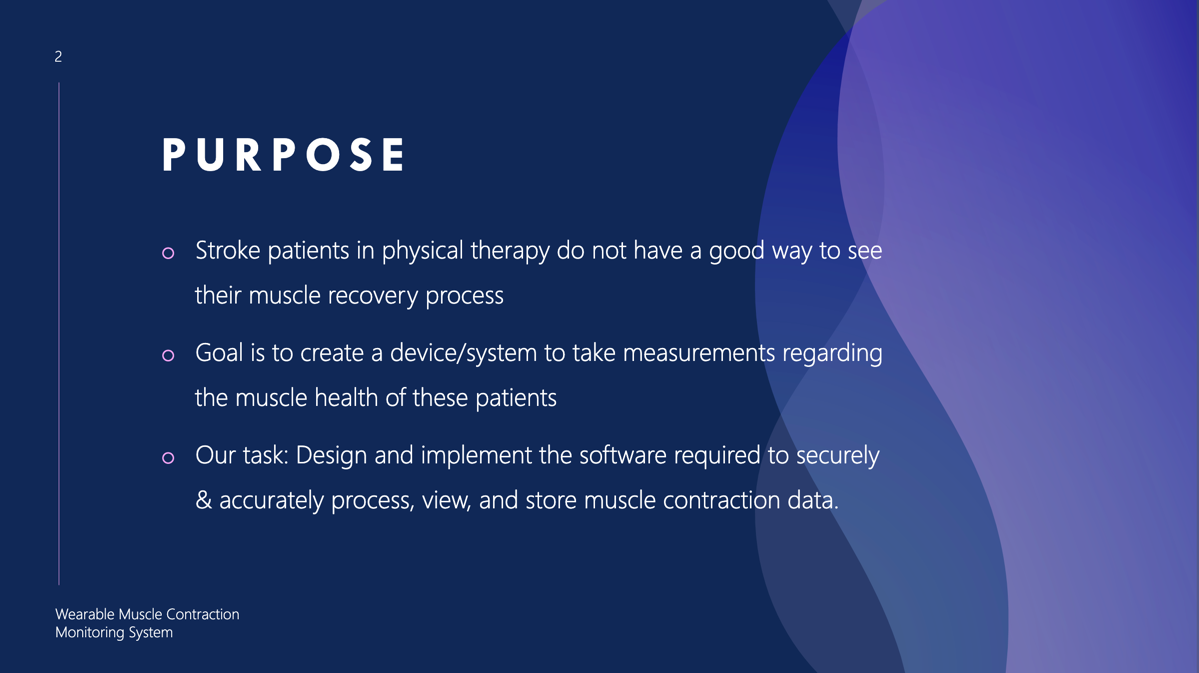 2
PURPOSE
Stroke patients in physical therapy do not have a good way to see
their muscle recovery process
Goal is to create a device/system to take measurements regarding
the muscle health of these patients
Our task: Design and implement the software required to securely
& accurately process, view, and store muscle contraction data.
Wearable Muscle Contraction
Monitoring System